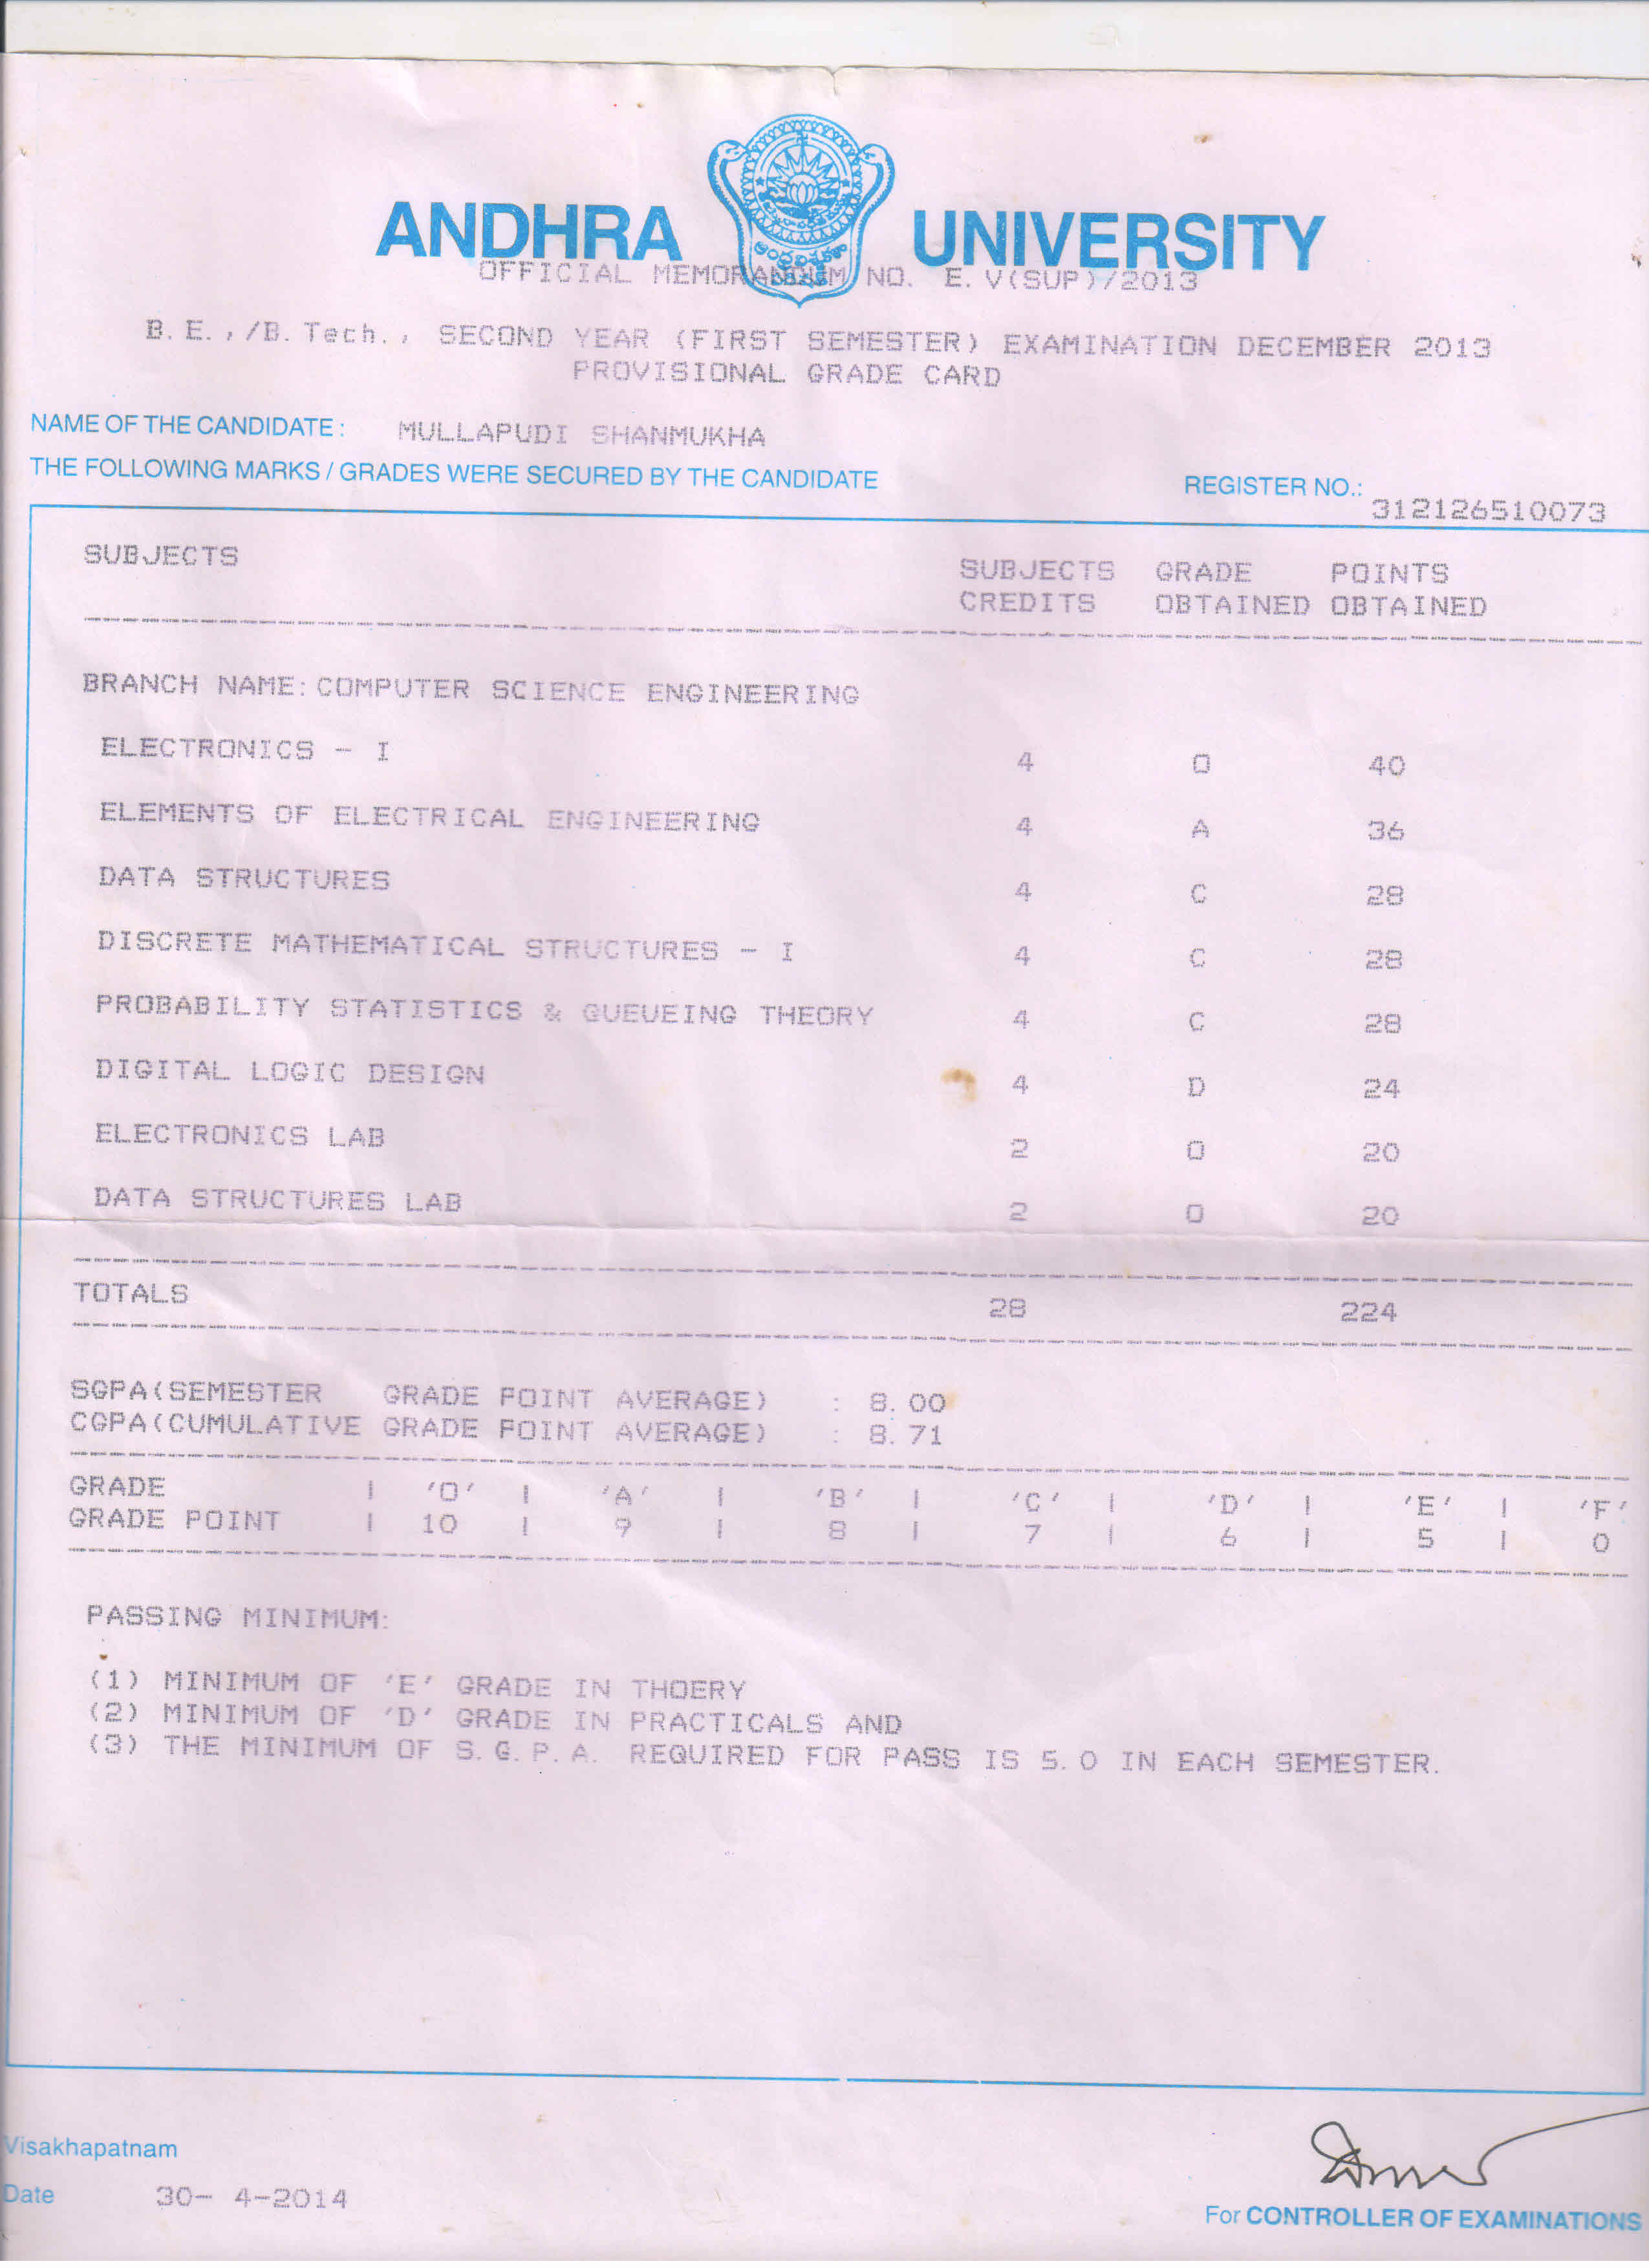 ANDHRA UNIVERSITY
OFFICIAL MEMORANDUM NO. E. V(SUP)/2013
B. E. , /B. Tech. , SECOND YEAR (FIRST SEMESTER) EXAMINATION DECEMBER 2013
PROVISIONAL GRADE CARD
NAME OF THE CANDIDATE : MULLAPUDI SHANMUKHA
THE FOLLOWING MARKS / GRADES WERE SECURED BY THE CANDIDATE
REGISTER NO.: 312126510073
SUBJECTS SUBJECTS GRADE POINTS
CREDITS OBTAINED OBTAINED
BRANCH NAME: COMPUTER SCIENCE ENGINEERING
ELECTRONICS - I 4 O 40
ELEMENTS OF ELECTRICAL ENGINEERING 4 A 36
DATA STRUCTURES 4 C 28
DISCRETE MATHEMATICAL STRUCTURES - I 4 C 28
PROBABILITY STATISTICS & QUEUEING THEORY 4 C 28
DIGITAL LOGIC DESIGN 4 D 24
ELECTRONICS LAB 2 O 20
DATA STRUCTURES LAB 2 O 20
TOTALS 28 224
SGPA(SEMESTER GRADE POINT AVERAGE) : 8. 00
CGPA(CUMULATIVE GRADE POINT AVERAGE) : 8. 71
GRADE | 'O' | 'A' | 'B' | 'C' | 'D' | 'E' | 'F'
GRADE POINT | 10 | 9 | 8 | 7 | 6 | 5 | 0
PASSING MINIMUM:
(1) MINIMUM OF 'E' GRADE IN THOERY
(2) MINIMUM OF 'D' GRADE IN PRACTICALS AND
(3) THE MINIMUM OF S. G. P. A. REQUIRED FOR PASS IS 5. 0 IN EACH SEMESTER.
Visakhapatnam
Date 30- 4-2014
For CONTROLLER OF EXAMINATIONS